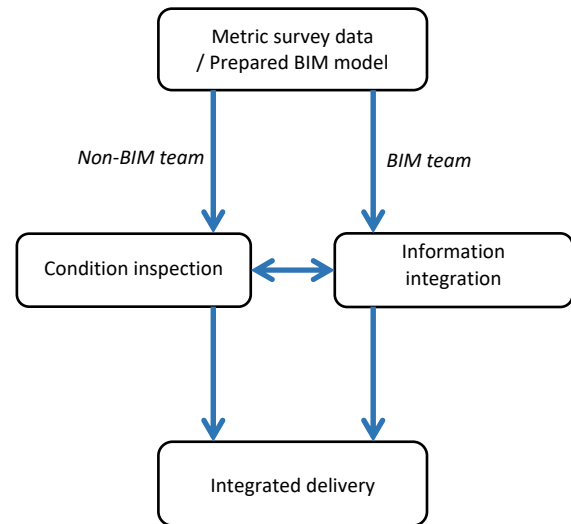 Metric survey data
/ Prepared BIM model
Non-BIM team
BIM team
Condition inspection
Information
integration
Integrated delivery